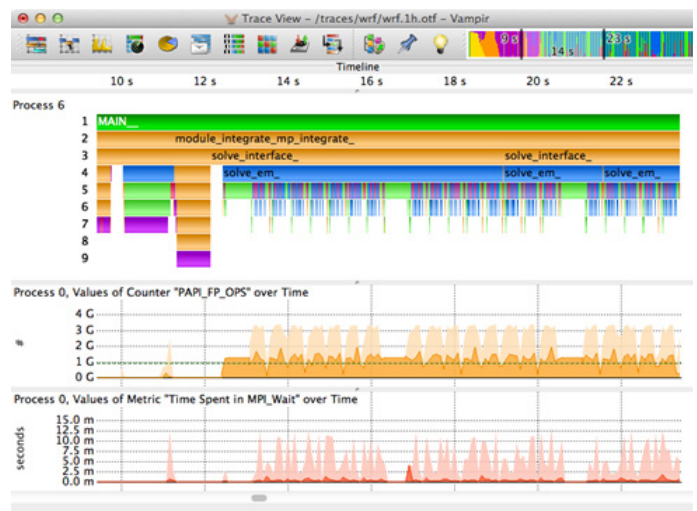 Trace View – /traces/wrf/wrf.1h.otf – Vampir
9 s 14 s 23 s
Timeline
10 s 12 s 14 s 16 s 18 s 20 s 22 s
Process 6
1 MAIN__
2 module_integrate_mp_integrate_
3 solve_interface_ solve_interface_
4 solve_em_ solve_em_ solve_em_
5
6
7
8
9
Process 0, Values of Counter "PAPI_FP_OPS" over Time
4 G
3 G
2 G
1 G
0 G
#
Process 0, Values of Metric "Time Spent in MPI_Wait" over Time
15.0 m
12.5 m
10.0 m
7.5 m
5.0 m
2.5 m
0.0 m
seconds